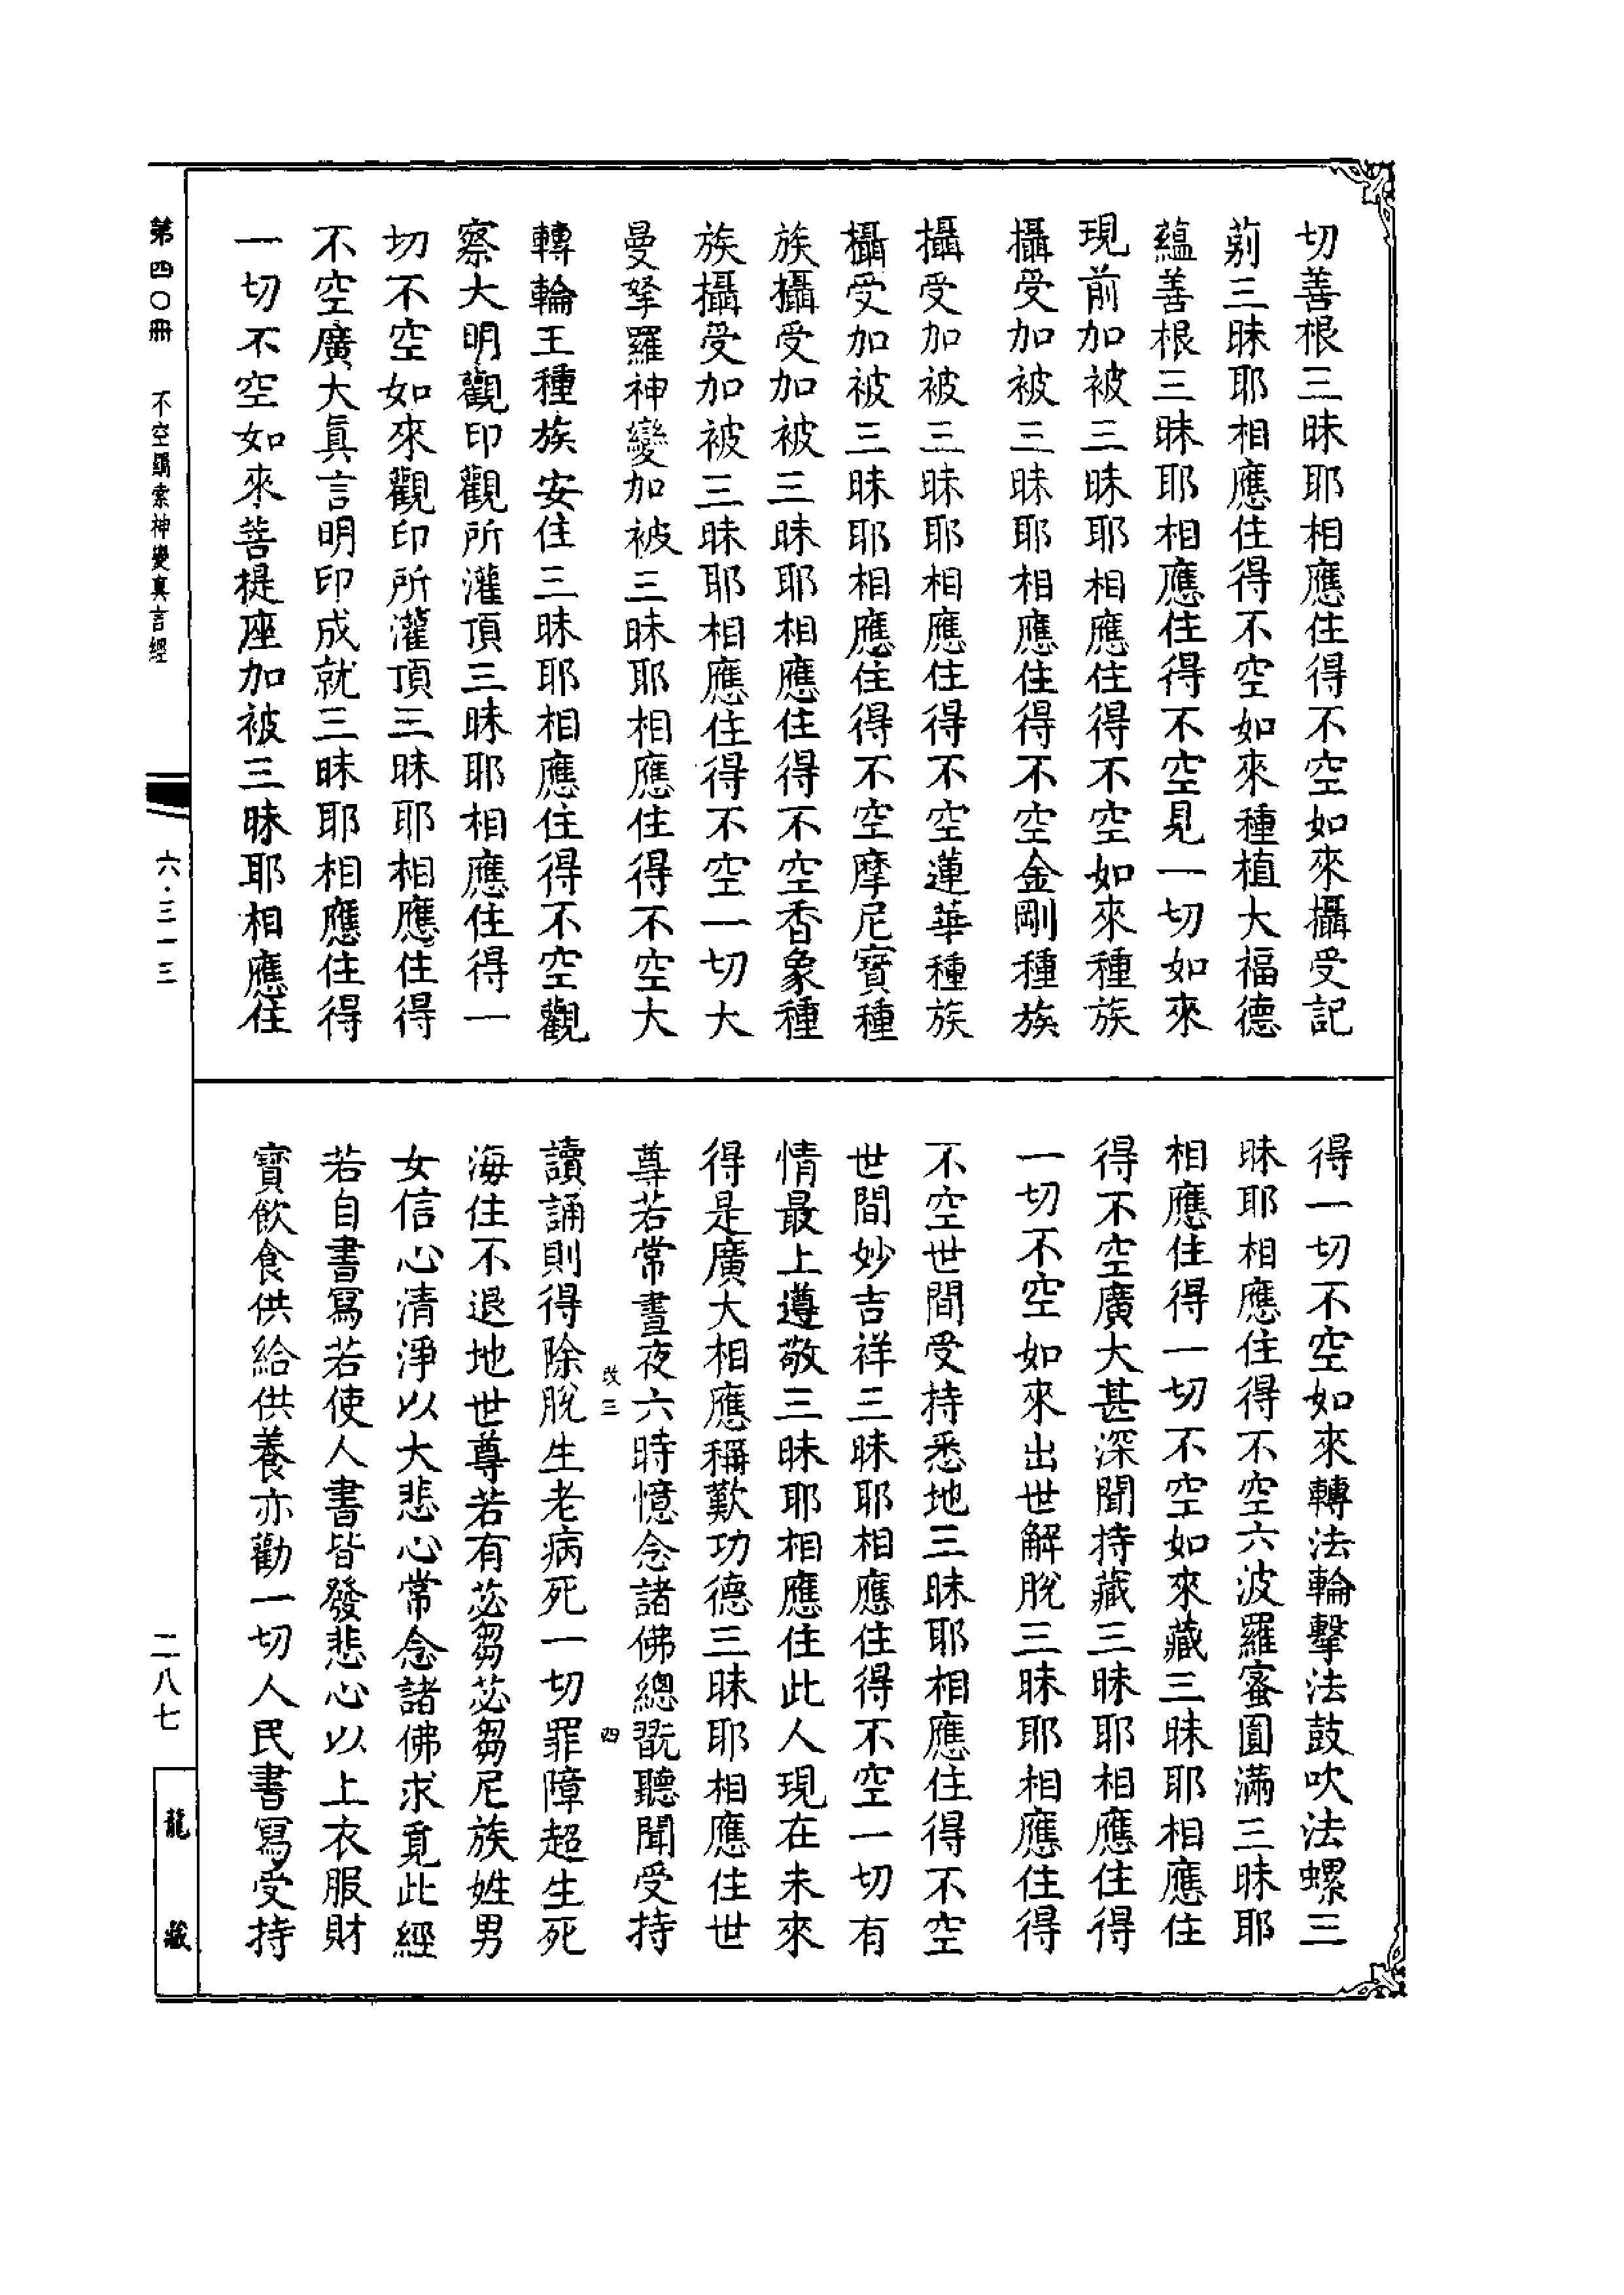 切善根三昧耶相應住得不空如來攝受記
莂三昧耶相應住得不空如來種植大福德
蘊善根三昧耶相應住得不空見一切如來
現前加被三昧耶相應住得不空如來種族
攝受加被三昧耶相應住得不空金剛種族
攝受加被三昧耶相應住得不空蓮華種族
攝受加被三昧耶相應住得不空摩尼寶種
族攝受加被三昧耶相應住得不空香象種
族攝受加被三昧耶相應住得不空一切大
曼拏羅神變加被三昧耶相應住得不空大
轉輪王種族安住三昧耶相應住得不空觀
察大明觀印觀所灌頂三昧耶相應住得一
切不空如來觀印所灌頂三昧耶相應住得
不空廣大真言明印成就三昧耶相應住得
一切不空如來菩提座加被三昧耶相應住
得一切不空如來轉法輪擊法鼓吹法螺三
昧耶相應住得不空六波羅蜜圓滿三昧耶
相應住得一切不空如來藏三昧耶相應住
得不空廣大甚深聞持藏三昧耶相應住得
一切不空如來出世解脫三昧耶相應住得
不空世間受持悉地三昧耶相應住得不空
世間妙吉祥三昧耶相應住得不空一切有
情最上遵敬三昧耶相應住此人現在未來
得是廣大相應稱歎功德三昧耶相應住世
尊若常晝夜六時憶念諸佛總翫聽聞受持
改三 四
讀誦則得除脫生老病死一切罪障超生死
海住不退地世尊若有苾芻苾芻尼族姓男
女信心清淨以大悲心常念諸佛求覓此經
若自書寫若使人書皆發悲心以上衣服財
寶飲食供給供養亦勸一切人民書寫受持
第四〇冊 不空羂索神變真言經 六·三一三 二八七 龍藏